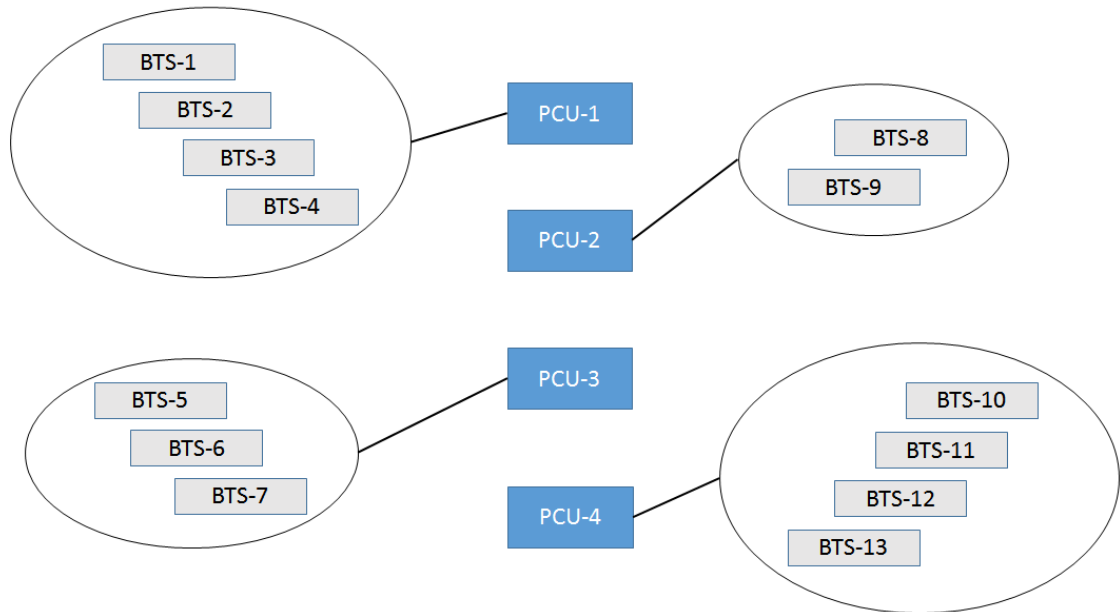 BTS-1
BTS-2
BTS-3
BTS-4
PCU-1
PCU-2
BTS-8
BTS-9
BTS-5
BTS-6
BTS-7
PCU-3
PCU-4
BTS-10
BTS-11
BTS-12
BTS-13